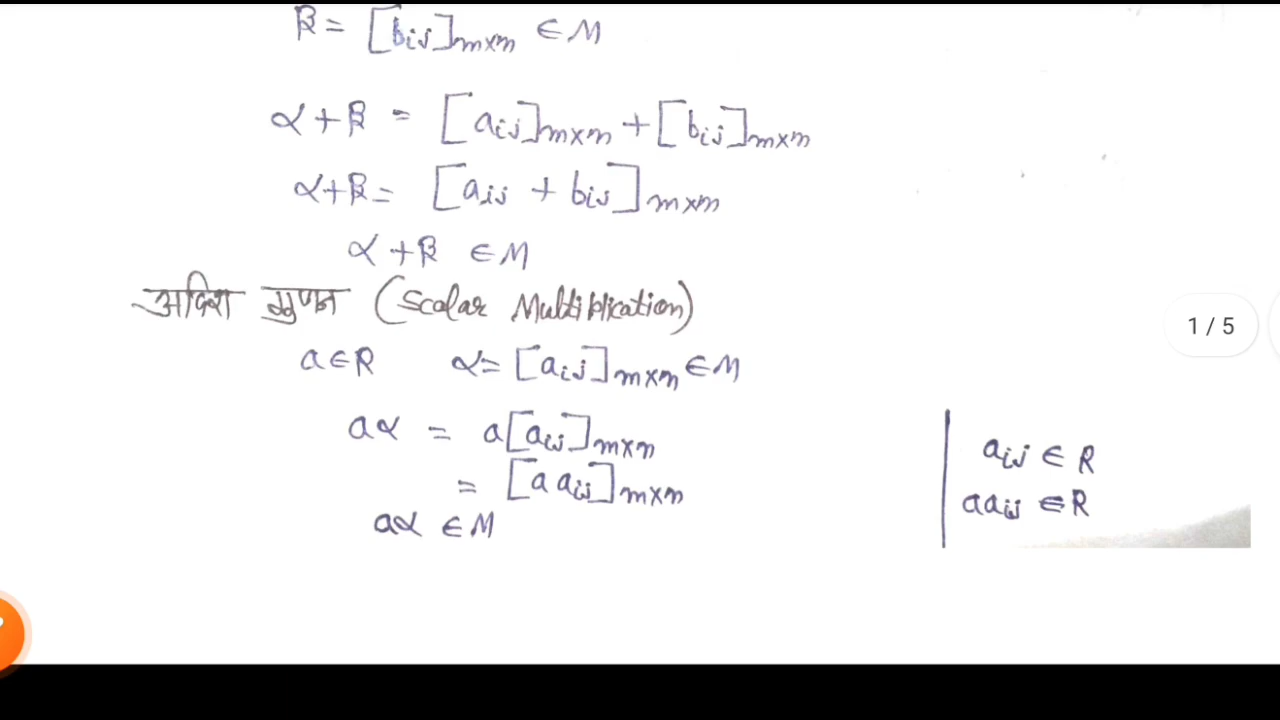 β = [bij]m×n ∈ M
α + β = [aij]m×n + [bij]m×n
α+β = [aij + bij]m×n
α + β ∈ M
अदिश गुणन (Scalar Multiplication)
a ∈ R α = [aij]m×n ∈ M
aα = a[aij]m×n
= [a aij]m×n
aα ∈ M
aij ∈ R
aaij ∈ R
1 / 5